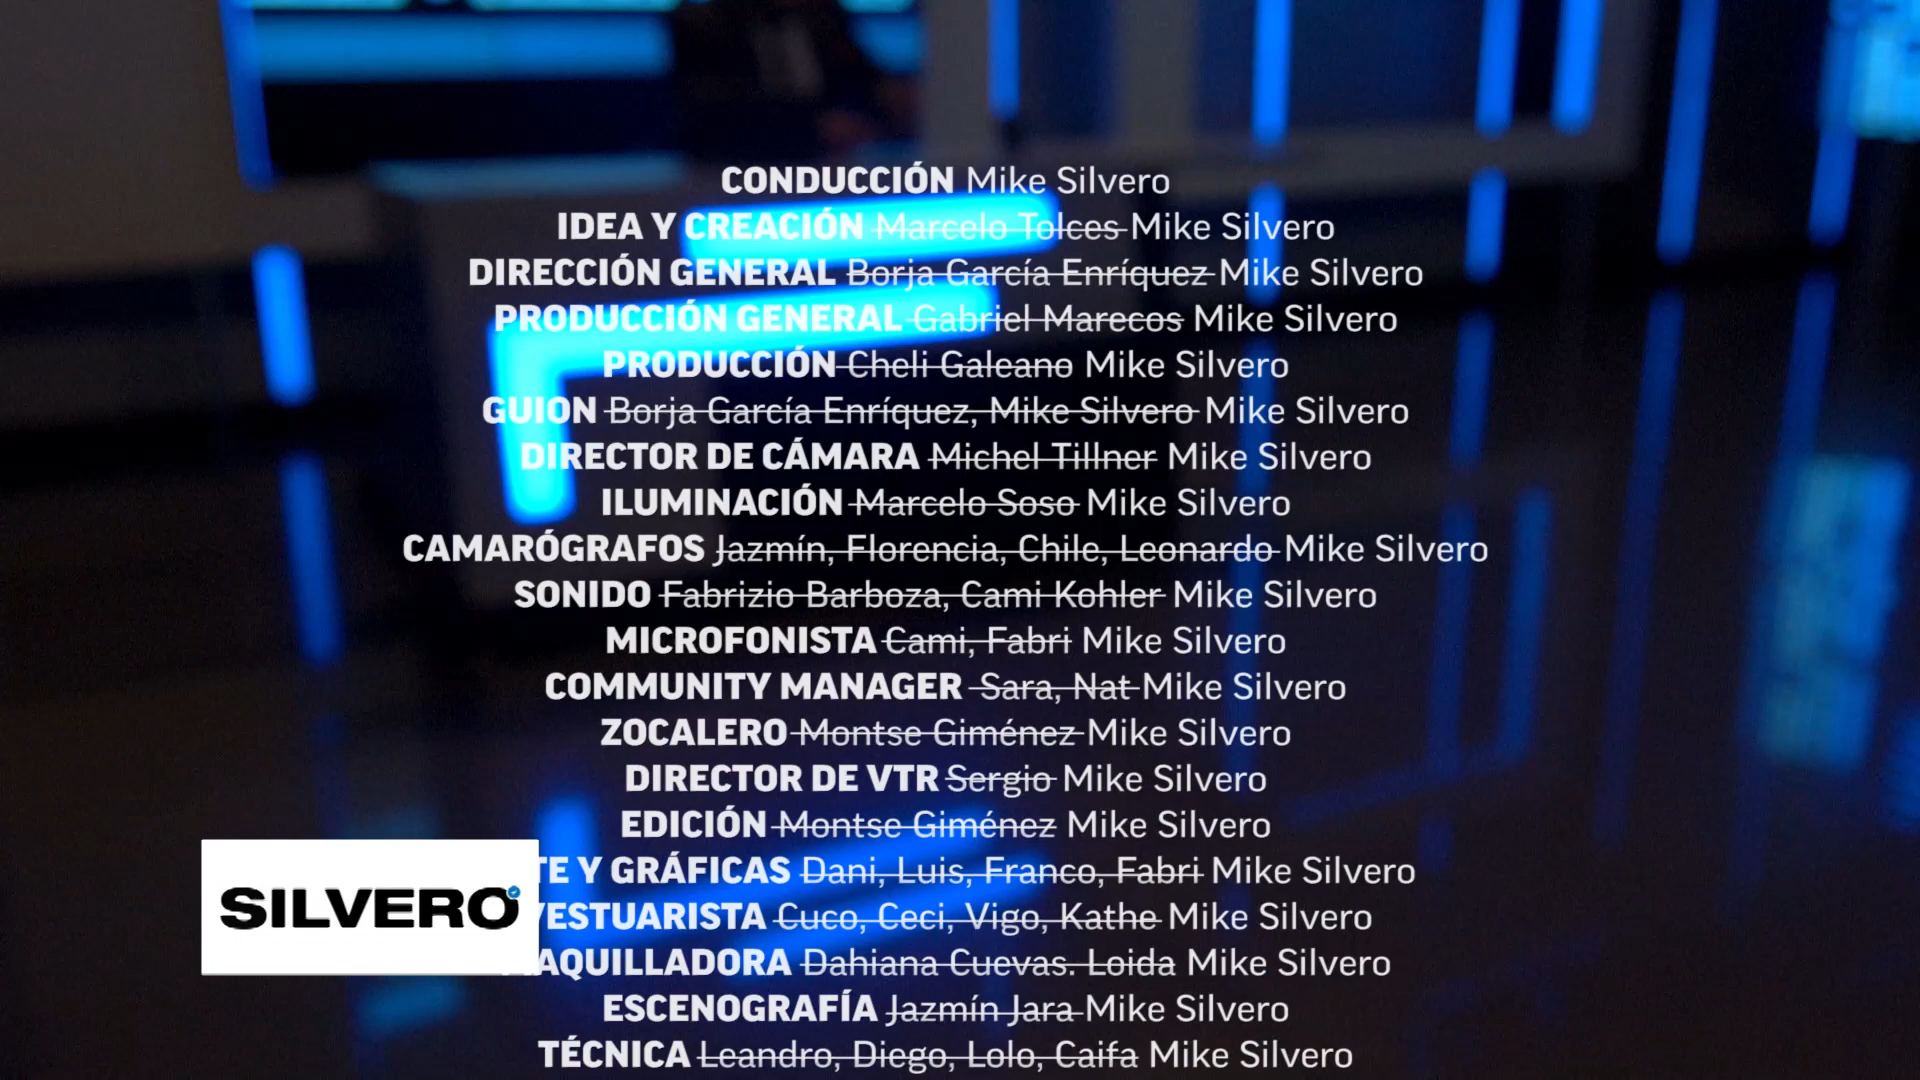 CONDUCCIÓN Mike Silvero
IDEA Y CREACIÓN Marcelo Tolces Mike Silvero
DIRECCIÓN GENERAL Borja García Enríquez Mike Silvero
PRODUCCIÓN GENERAL Gabriel Marecos Mike Silvero
PRODUCCIÓN Cheli Galeano Mike Silvero
GUION Borja García Enríquez, Mike Silvero Mike Silvero
DIRECTOR DE CÁMARA Michel Tillner Mike Silvero
ILUMINACIÓN Marcelo Soso Mike Silvero
CAMARÓGRAFOS Jazmín, Florencia, Chile, Leonardo Mike Silvero
SONIDO Fabrizio Barboza, Cami Kohler Mike Silvero
MICROFONISTA Cami, Fabri Mike Silvero
COMMUNITY MANAGER Sara, Nat Mike Silvero
ZOCALERO Montse Giménez Mike Silvero
DIRECTOR DE VTR Sergio Mike Silvero
EDICIÓN Montse Giménez Mike Silvero
TE Y GRÁFICAS Dani, Luis, Franco, Fabri Mike Silvero
SILVERO
VESTUARISTA Cuco, Ceci, Vigo, Kathe Mike Silvero
AQUILLADORA Dahiana Cuevas. Loida Mike Silvero
ESCENOGRAFÍA Jazmín Jara Mike Silvero
TÉCNICA Leandro, Diego, Lolo, Caifa Mike Silvero